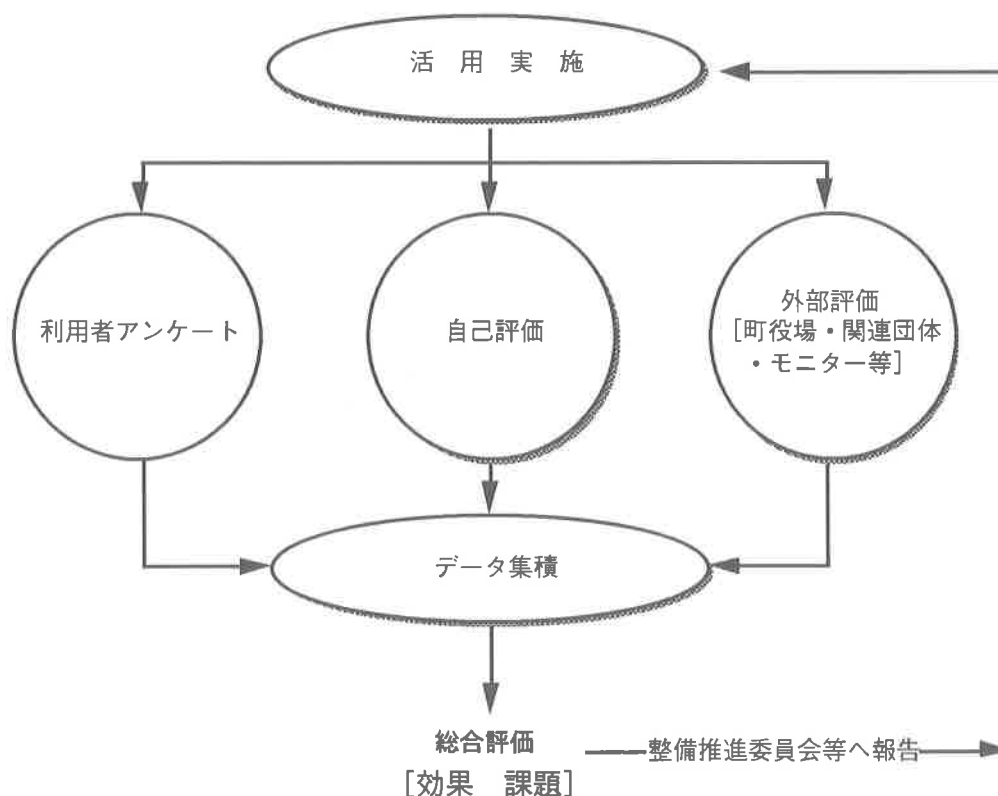 活用実施
利用者アンケート
自己評価
外部評価
[町役場・関連団体
・モニター等]
データ集積
総合評価
[効果　課題]
整備推進委員会等へ報告